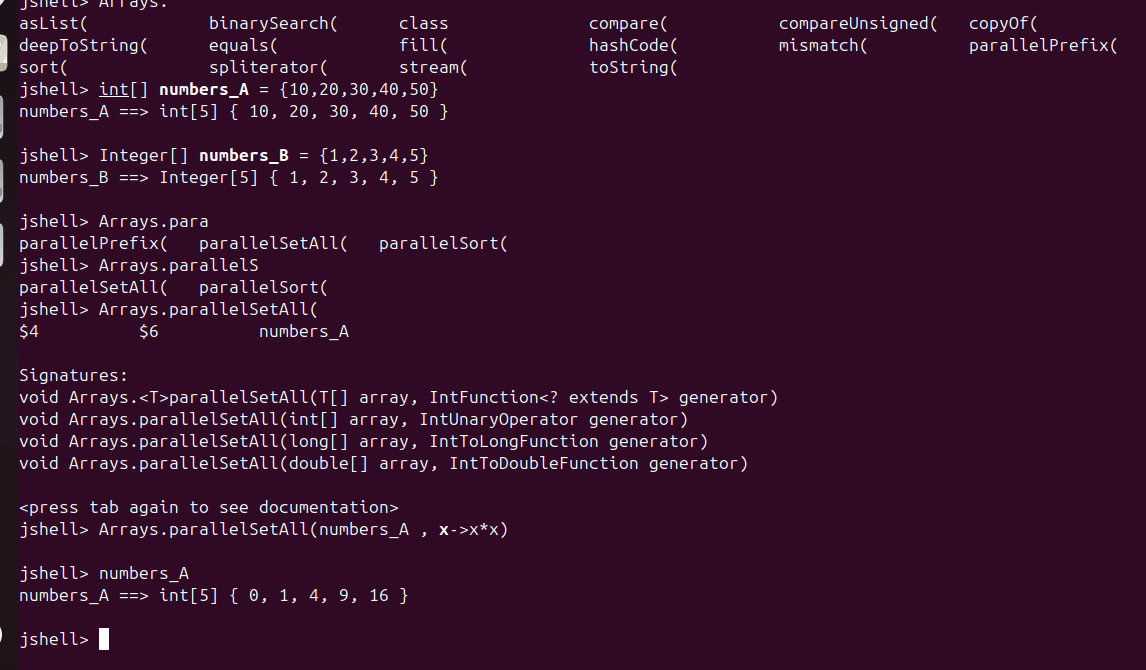 jshell> Arrays.
asList( binarySearch( class compare( compareUnsigned( copyOf(
deepToString( equals( fill( hashCode( mismatch( parallelPrefix(
sort( spliterator( stream( toString(
jshell> int[] numbers_A = {10,20,30,40,50}
numbers_A ==> int[5] { 10, 20, 30, 40, 50 }
jshell> Integer[] numbers_B = {1,2,3,4,5}
numbers_B ==> Integer[5] { 1, 2, 3, 4, 5 }
jshell> Arrays.para
parallelPrefix( parallelSetAll( parallelSort(
jshell> Arrays.parallelS
parallelSetAll( parallelSort(
jshell> Arrays.parallelSetAll(
$4 $6 numbers_A
Signatures:
void Arrays.<T>parallelSetAll(T[] array, IntFunction<? extends T> generator)
void Arrays.parallelSetAll(int[] array, IntUnaryOperator generator)
void Arrays.parallelSetAll(long[] array, IntToLongFunction generator)
void Arrays.parallelSetAll(double[] array, IntToDoubleFunction generator)
<press tab again to see documentation>
jshell> Arrays.parallelSetAll(numbers_A , x->x*x)
jshell> numbers_A
numbers_A ==> int[5] { 0, 1, 4, 9, 16 }
jshell>